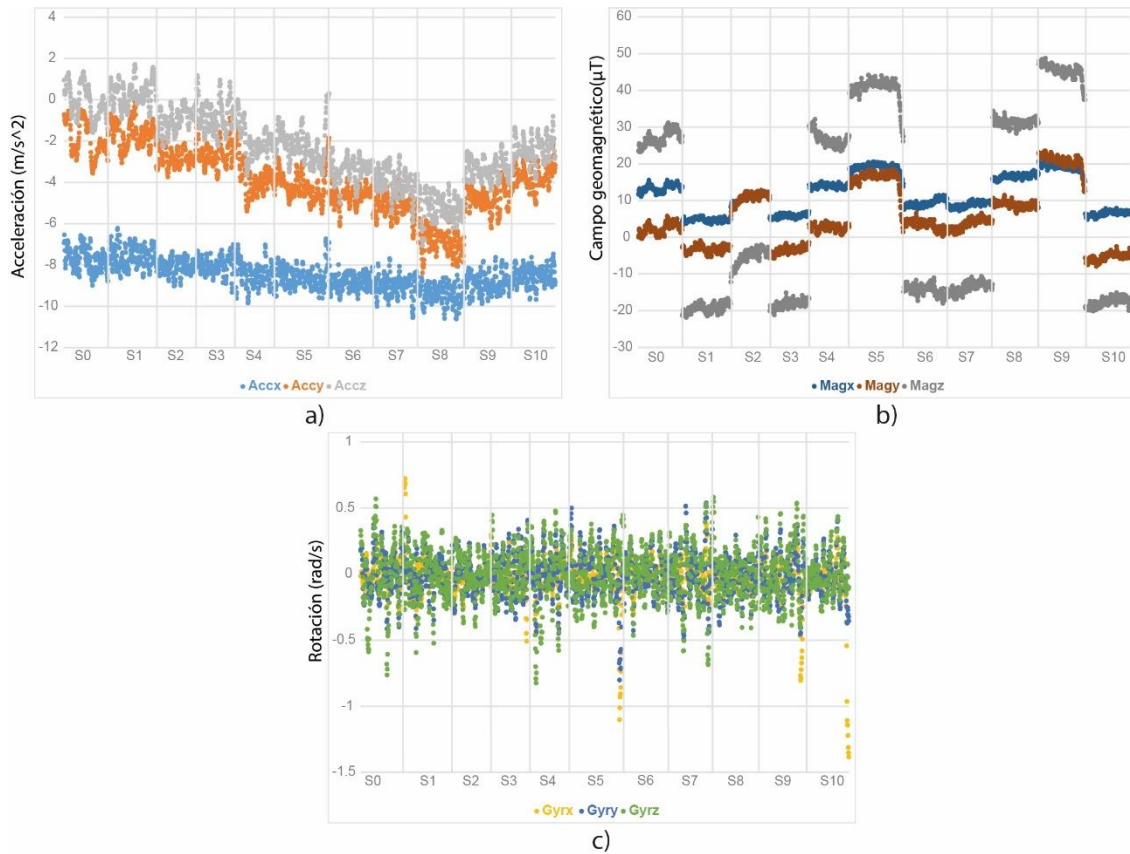 4
2
0
-2
-4
-6
-8
-10
-12
Acceleración (m/s^2)
S0 S1 S2 S3 S4 S5 S6 S7 S8 S9 S10
Accx Accy Accz
a)
60
50
40
30
20
10
0
-10
-20
-30
Campo geomagnético(µT)
S0 S1 S2 S3 S4 S5 S6 S7 S8 S9 S10
Magx Magy Magz
b)
1
0.5
0
-0.5
-1
-1.5
Rotación (rad/s)
S0 S1 S2 S3 S4 S5 S6 S7 S8 S9 S10
Gyrx Gyry Gyrz
c)